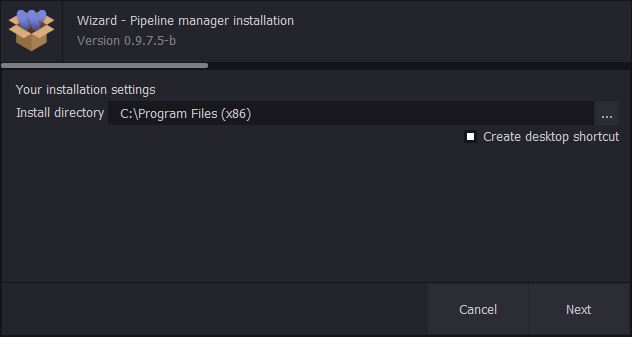 Wizard - Pipeline manager installation
Version 0.9.7.5-b
Your installation settings
Install directory C:\Program Files (x86) ...
Create desktop shortcut
Cancel Next